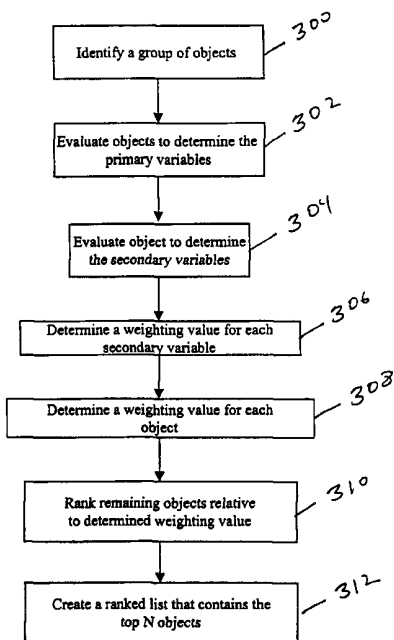 300
Identify a group of objects
302
Evaluate objects to determine the
primary variables
304
Evaluate object to determine
the secondary variables
306
Determine a weighting value for each
secondary variable
308
Determine a weighting value for each
object
310
Rank remaining objects relative
to determined weighting value
312
Create a ranked list that contains the
top N objects